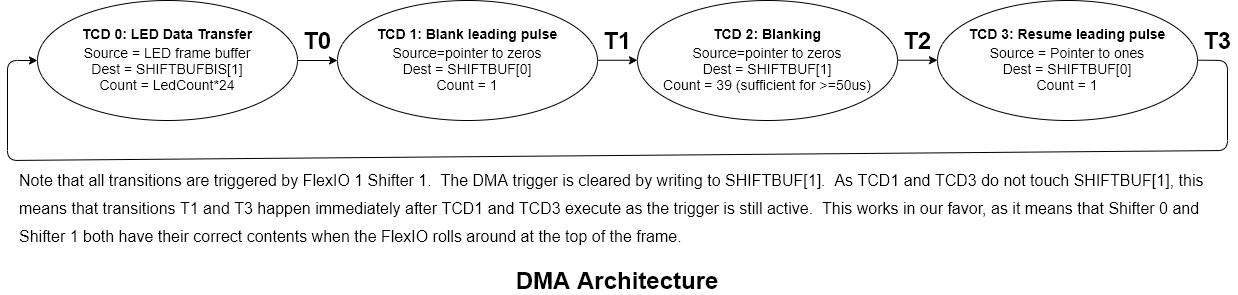 TCD 0: LED Data Transfer
Source = LED frame buffer
Dest = SHIFTBUFBIS[1]
Count = LedCount*24
T0
TCD 1: Blank leading pulse
Source=pointer to zeros
Dest = SHIFTBUF[0]
Count = 1
T1
TCD 2: Blanking
Source=pointer to zeros
Dest = SHIFTBUF[1]
Count = 39 (sufficient for >=50us)
T2
TCD 3: Resume leading pulse
Source = Pointer to ones
Dest = SHIFTBUF[0]
Count = 1
T3
Note that all transitions are triggered by FlexIO 1 Shifter 1.  The DMA trigger is cleared by writing to SHIFTBUF[1].  As TCD1 and TCD3 do not touch SHIFTBUF[1], this
means that transitions T1 and T3 happen immediately after TCD1 and TCD3 execute as the trigger is still active.  This works in our favor, as it means that Shifter 0 and
Shifter 1 both have their correct contents when the FlexIO rolls around at the top of the frame.
DMA Architecture